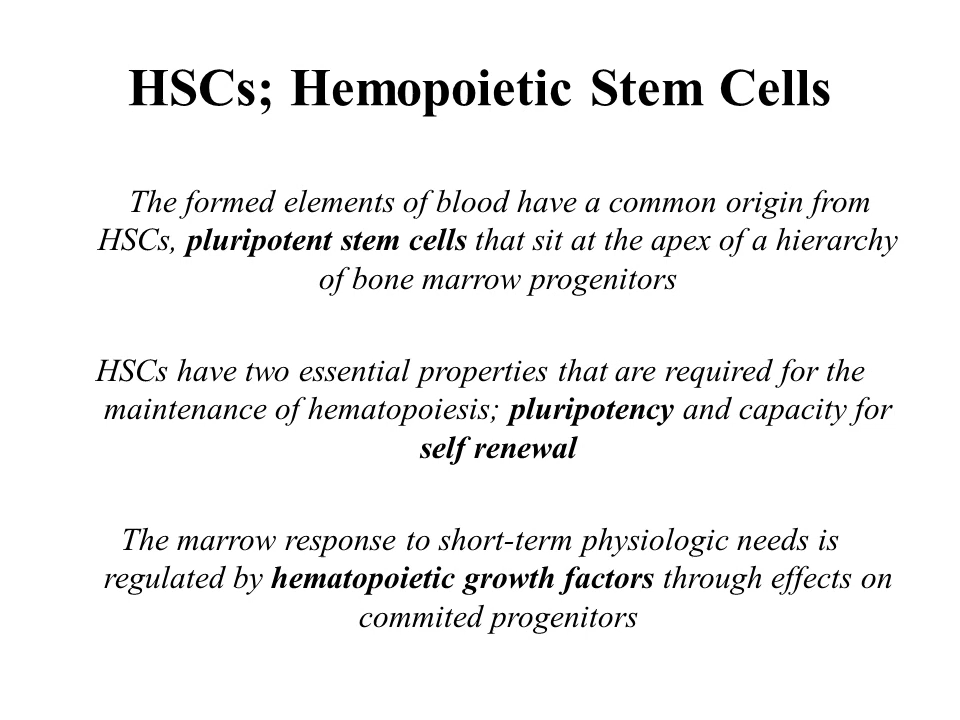 HSCs; Hemopoietic Stem Cells
The formed elements of blood have a common origin from
HSCs, pluripotent stem cells that sit at the apex of a hierarchy
of bone marrow progenitors
HSCs have two essential properties that are required for the
maintenance of hematopoiesis; pluripotency and capacity for
self renewal
The marrow response to short-term physiologic needs is
regulated by hematopoietic growth factors through effects on
commited progenitors